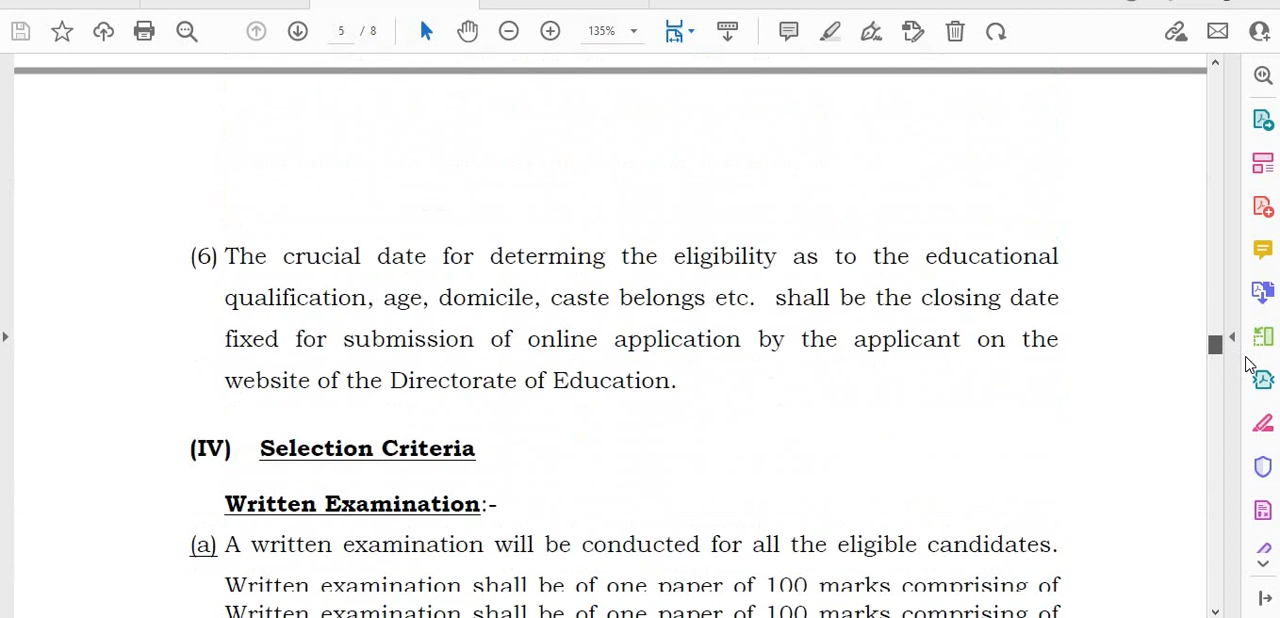 5 / 8
135%
(6) The crucial date for determing the eligibility as to the educational
qualification, age, domicile, caste belongs etc. shall be the closing date
fixed for submission of online application by the applicant on the
website of the Directorate of Education.
(IV) Selection Criteria
Written Examination:-
(a) A written examination will be conducted for all the eligible candidates.
Written examination shall be of one paper of 100 marks comprising of
Written examination shall be of one paper of 100 marks comprising of